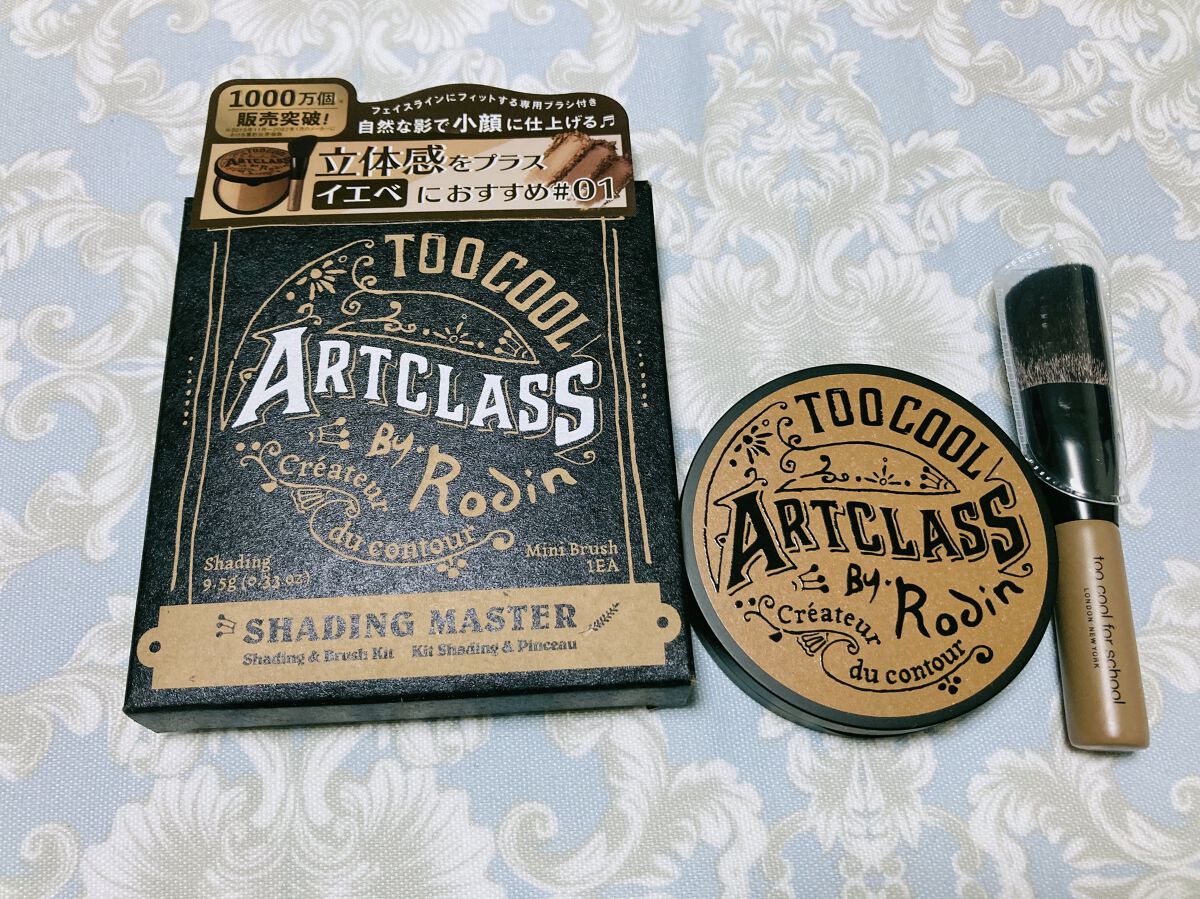 1000万個
販売突破!
フェイスラインにフィットする専用ブラシ付き
自然な影で小顔に仕上げる♬
立体感をプラス
イエベにおすすめ#01
TOO COOL
ARTCLASS
By. Rodin
Créateur
du contour
Shading
9.5g (0.33 oz)
Mini Brush
1EA
SHADING MASTER
Shading & Brush Kit Kit Shading & Pinceau
TOO COOL
ARTCLASS
By. Rodin
Créateur
du contour
too cool for school
LONDON NEW YORK